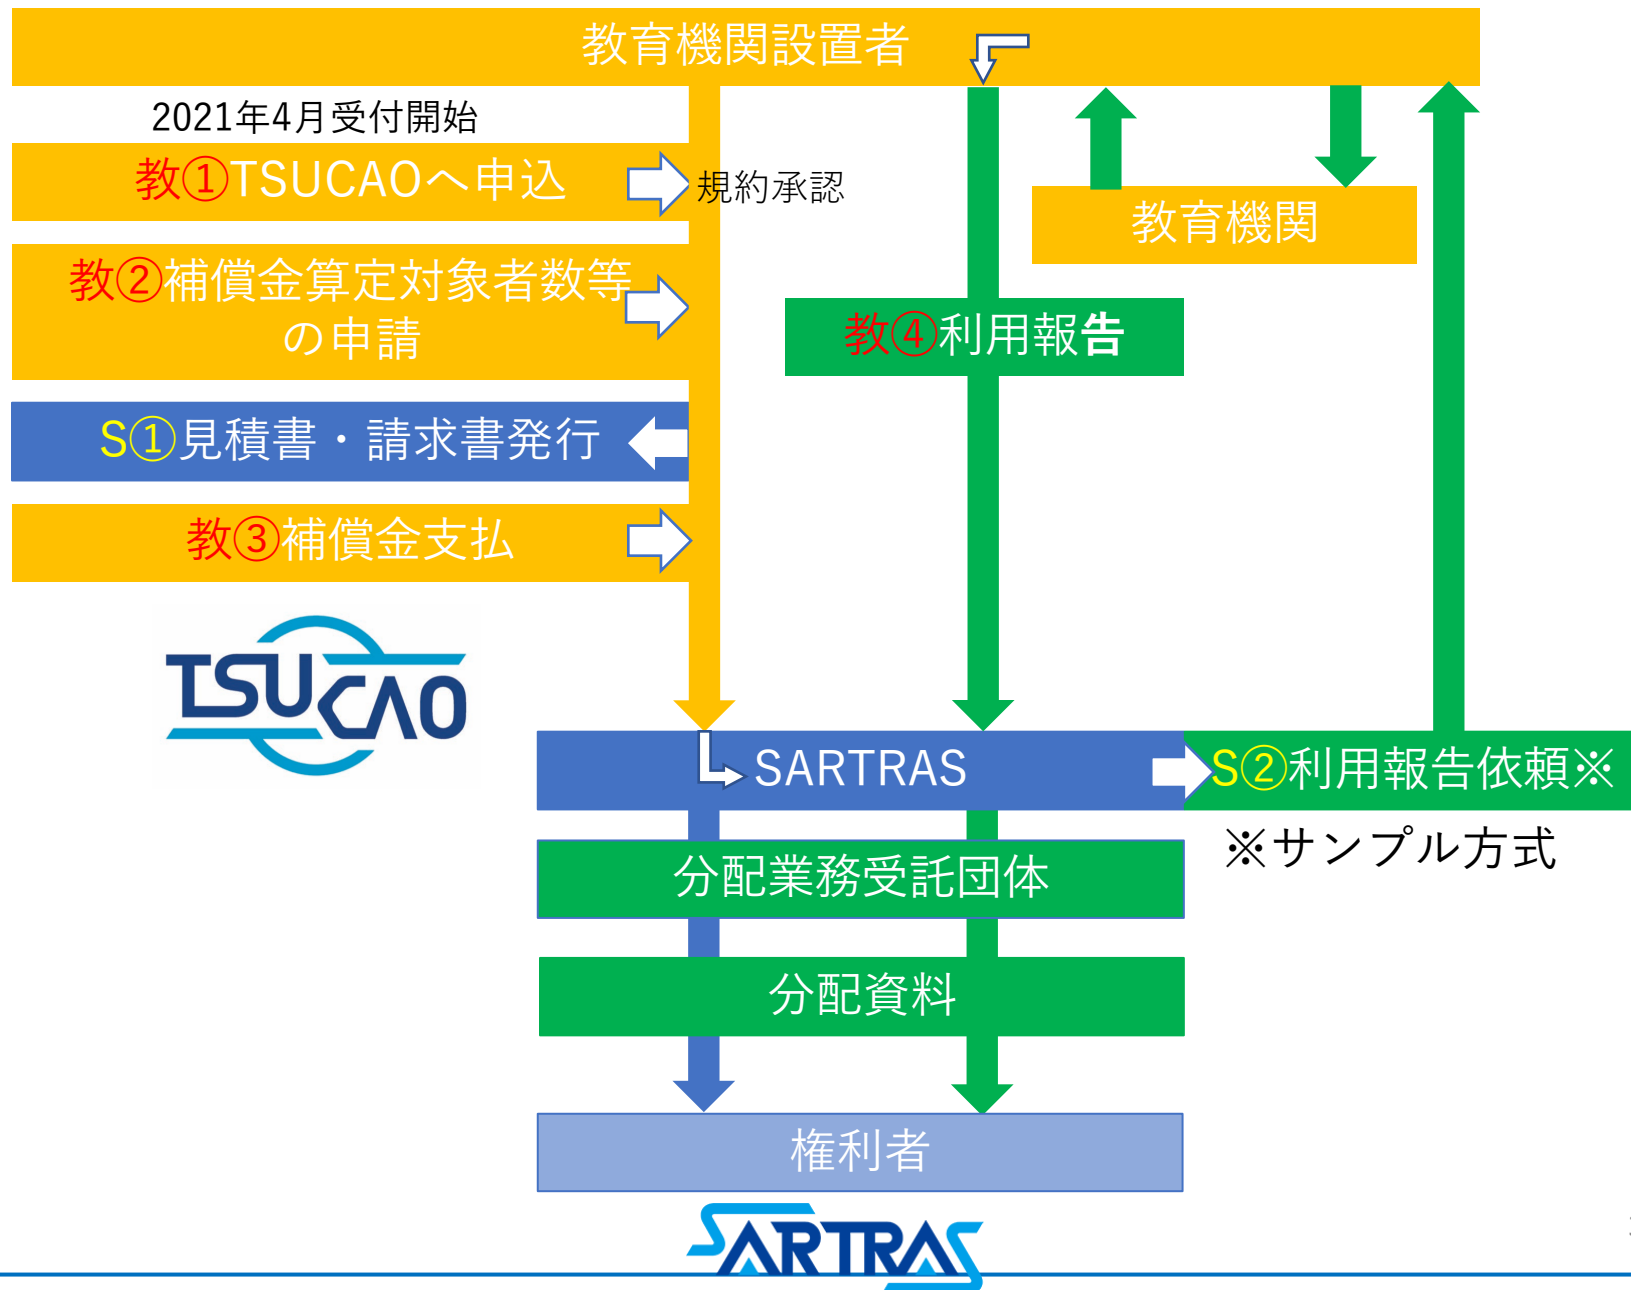 教育機関設置者
2021年4月受付開始
教①TSUCAOへ申込
規約承認
教育機関
教②補償金算定対象者数等
の申請
教④利用報告
S①見積書・請求書発行
教③補償金支払
TSUCAO
SARTRAS
S②利用報告依頼※
※サンプル方式
分配業務受託団体
分配資料
権利者
SARTRAS